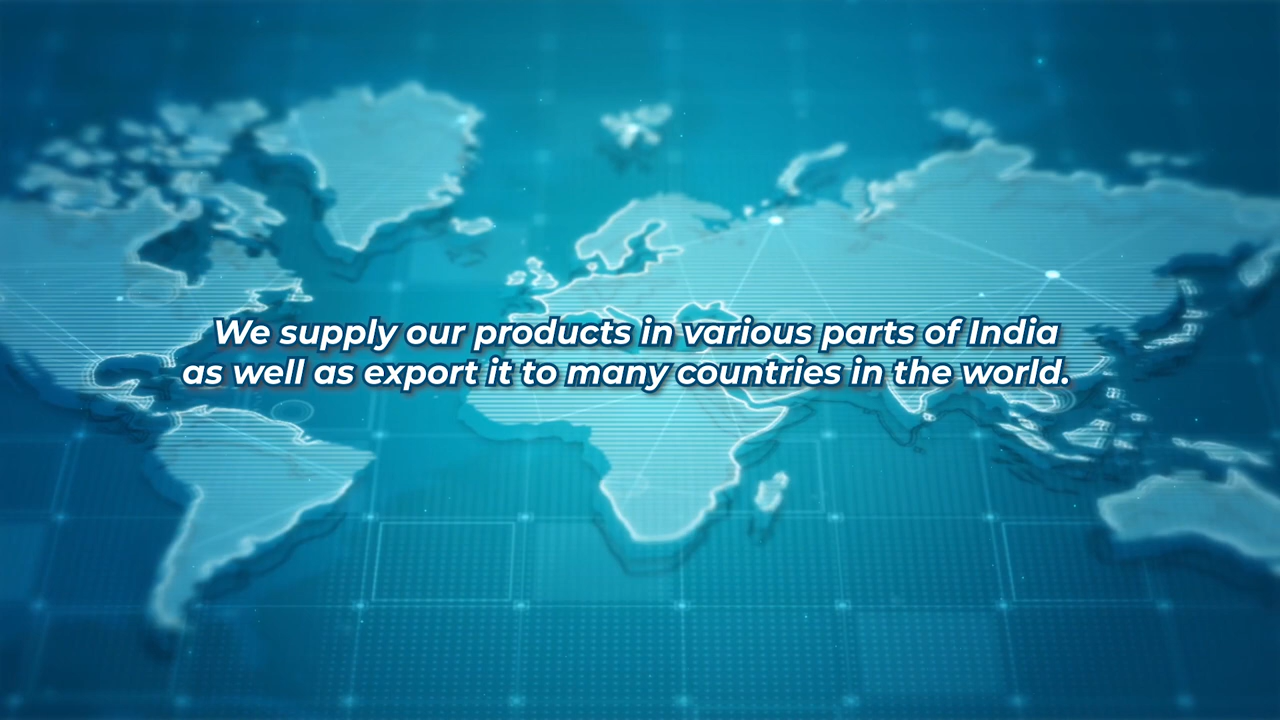 We supply our products in various parts of India
as well as export it to many countries in the world.